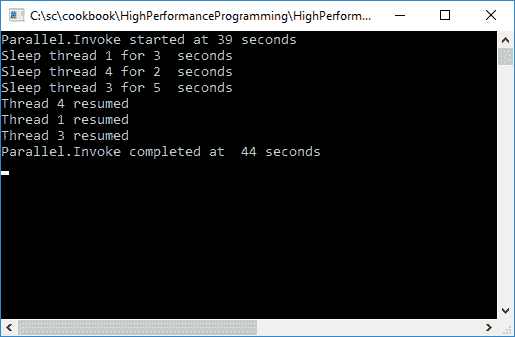 C:\sc\cookbook\HighPerformanceProgramming\HighPerform...
Parallel.Invoke started at 39 seconds
Sleep thread 1 for 3  seconds
Sleep thread 4 for 2  seconds
Sleep thread 3 for 5  seconds
Thread 4 resumed
Thread 1 resumed
Thread 3 resumed
Parallel.Invoke completed at  44 seconds